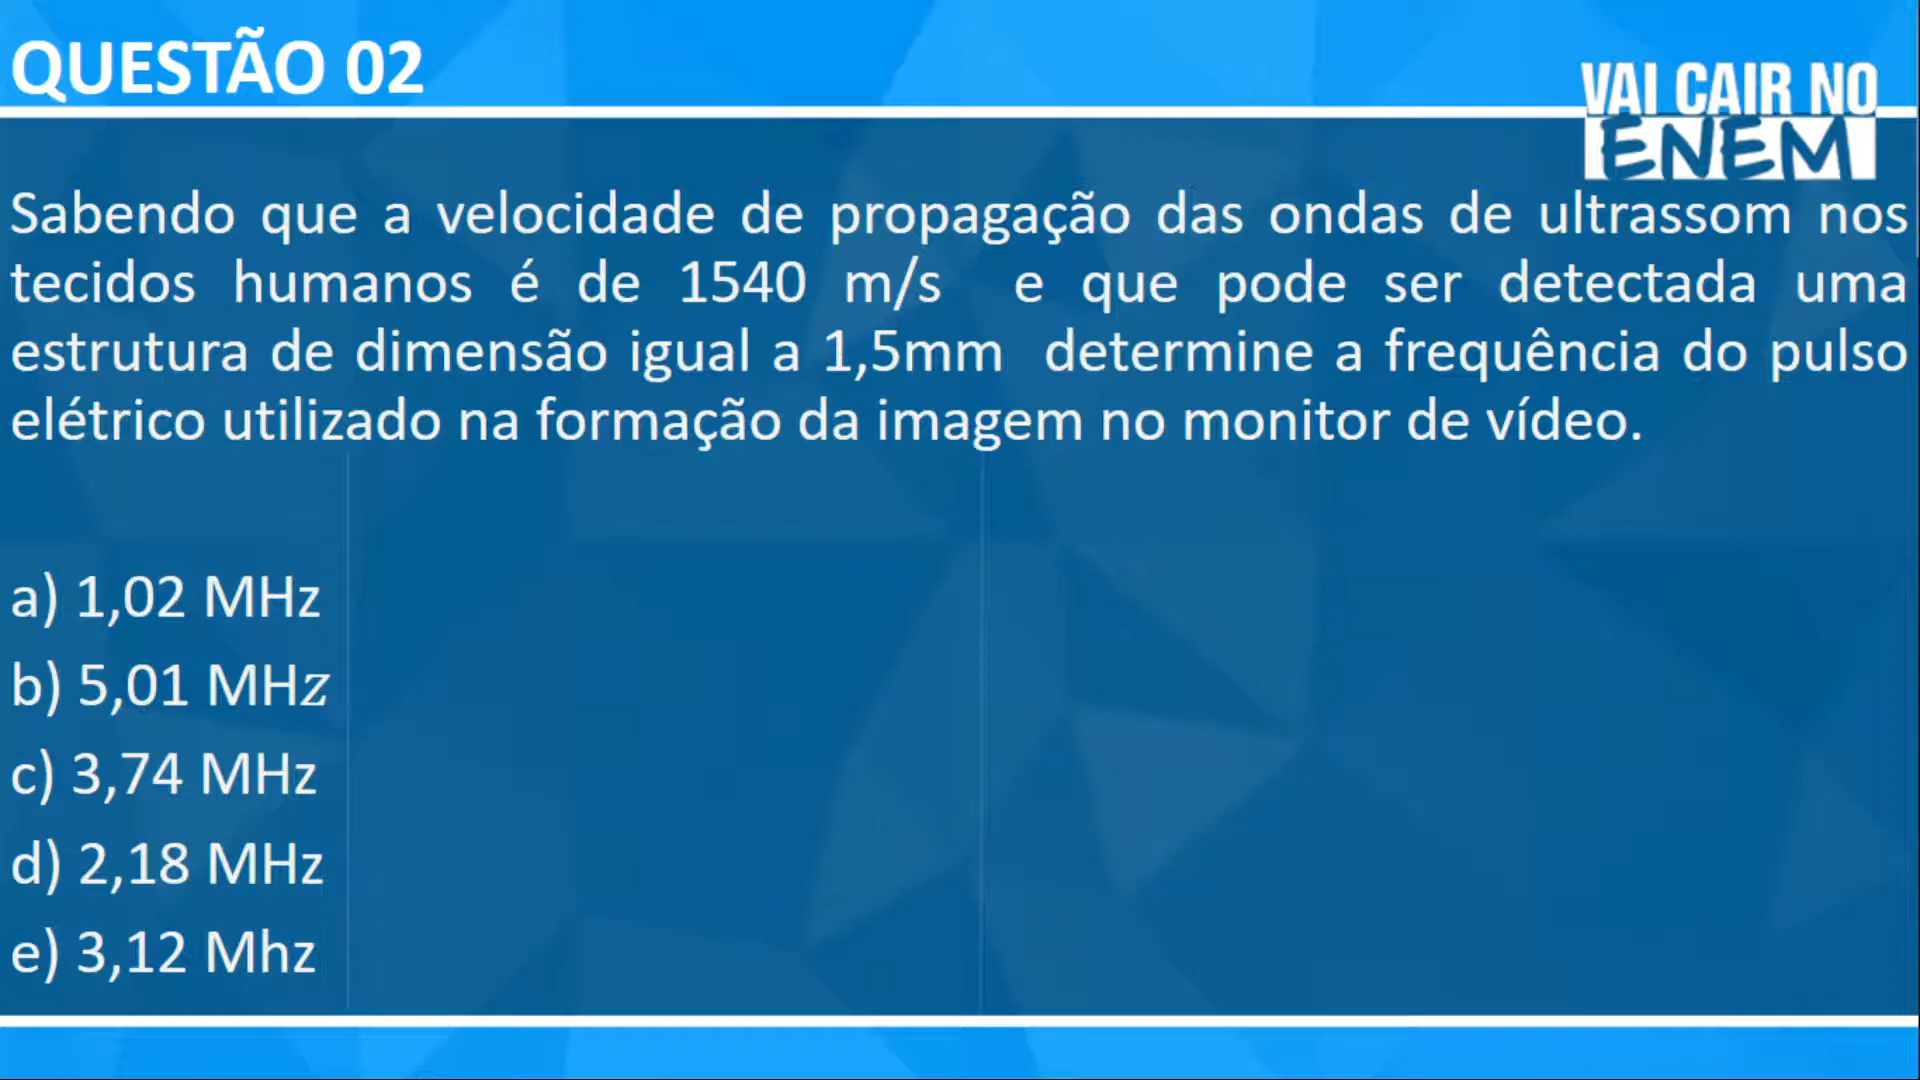 QUESTÃO 02
VAI CAIR NO
ENEM
Sabendo que a velocidade de propagação das ondas de ultrassom nos
tecidos humanos é de 1540 m/s e que pode ser detectada uma
estrutura de dimensão igual a 1,5mm determine a frequência do pulso
elétrico utilizado na formação da imagem no monitor de vídeo.
a) 1,02 MHz
b) 5,01 MHz
c) 3,74 MHz
d) 2,18 MHz
e) 3,12 Mhz